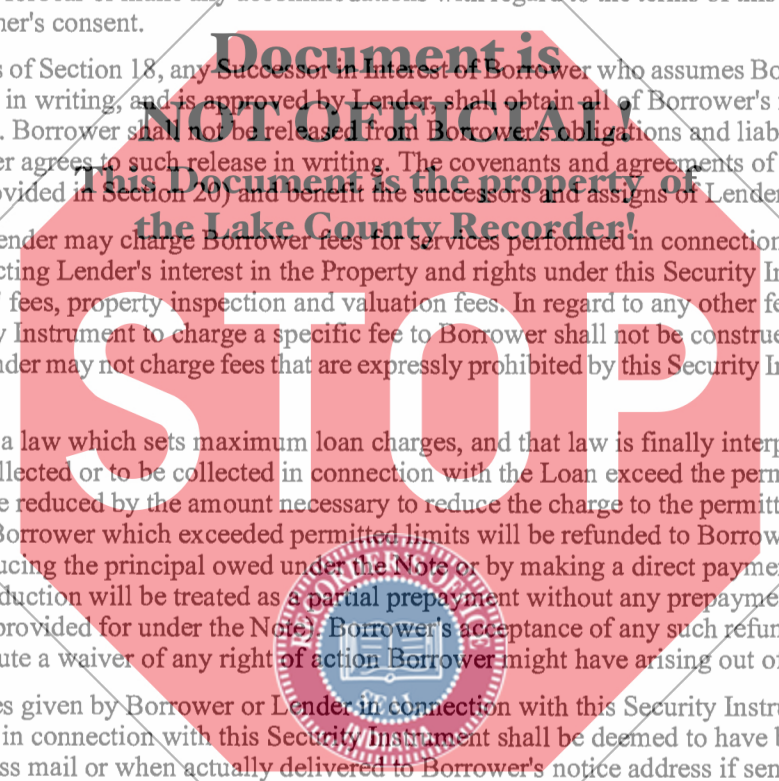 ner's consent.
s of Section 18, any Successor in Interest of Borrower who assumes Bo
in writing, and is approved by Lender, shall obtain all of Borrower's
. Borrower shall not be released from Borrower's obligations and liab
er agrees to such release in writing. The covenants and agreements of
ovided in Section 20) and benefit the successors and assigns of Lende
ender may charge Borrower fees for services performed in connection
cting Lender's interest in the Property and rights under this Security In
fees, property inspection and valuation fees. In regard to any other fe
y Instrument to charge a specific fee to Borrower shall not be construe
nder may not charge fees that are expressly prohibited by this Security In
a law which sets maximum loan charges, and that law is finally interp
llected or to be collected in connection with the Loan exceed the perm
e reduced by the amount necessary to reduce the charge to the permitt
Borrower which exceeded permitted limits will be refunded to Borrow
ucing the principal owed under the Note or by making a direct payme
duction will be treated as a partial prepayment without any prepayme
provided for under the Note). Borrower's acceptance of any such refun
ute a waiver of any right of action Borrower might have arising out of
es given by Borrower or Lender in connection with this Security Instru
in connection with this Security Instrument shall be deemed to have b
ss mail or when actually delivered to Borrower's notice address if sen
Document is
NOT OFFICIAL!
This Document is the property of
the Lake County Recorder!
STOP
RECORDER'S OFFICE
SEAL